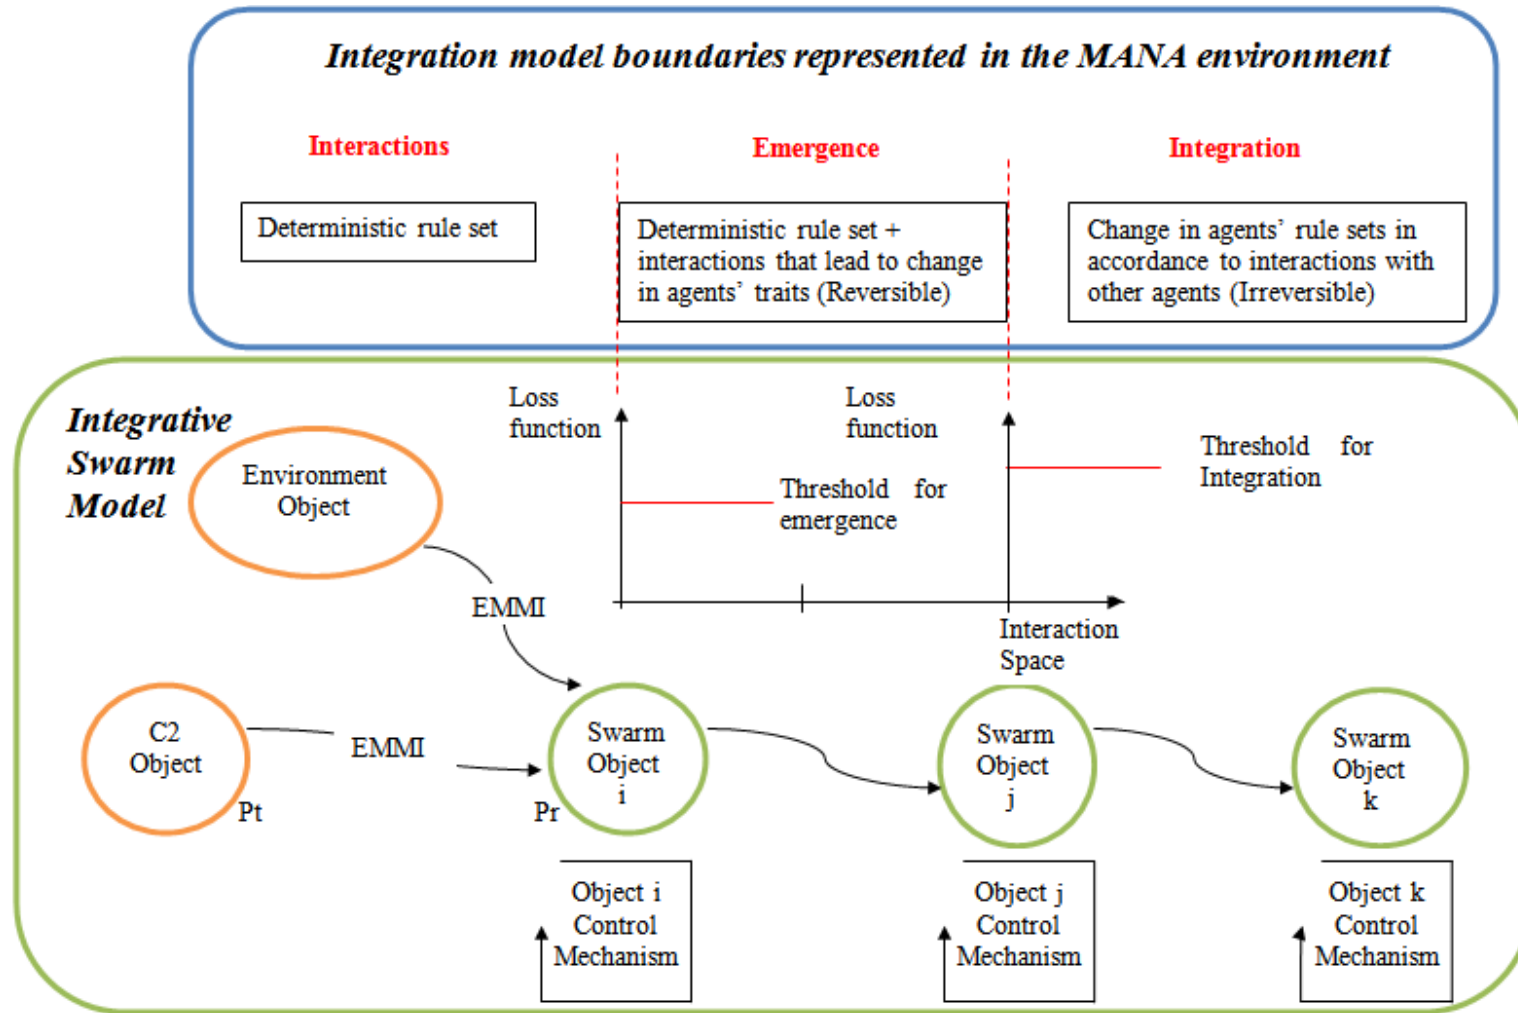 Integration model boundaries represented in the MANA environment
Interactions
Emergence
Integration
Deterministic rule set
Deterministic rule set +
interactions that lead to change
in agents' traits (Reversible)
Change in agents' rule sets in
accordance to interactions with
other agents (Irreversible)
Integrative
Swarm
Model
Environment
Object
Loss
function
Threshold for
emergence
Loss
function
Threshold for
Integration
EMMI
Interaction
Space
C2
Object
Pt
EMMI
Pr
Swarm
Object
i
Swarm
Object
j
Swarm
Object
k
Object i
Control
Mechanism
Object j
Control
Mechanism
Object k
Control
Mechanism